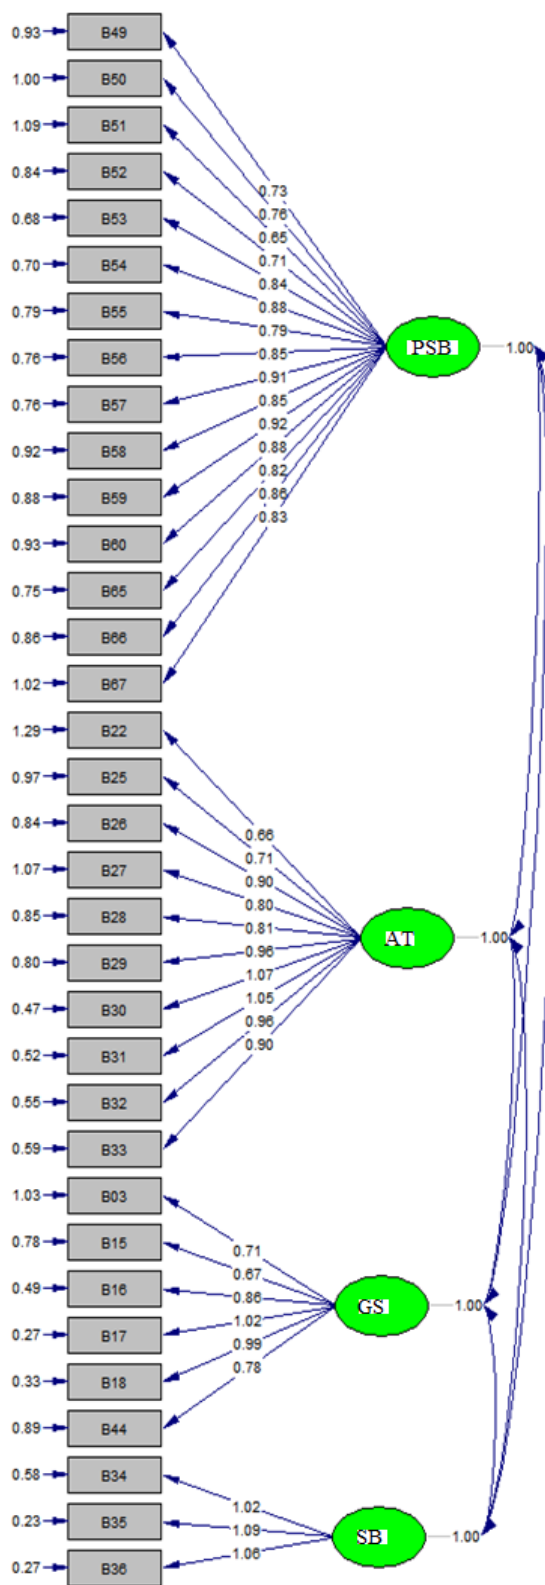 0.93 B49
1.00 B50
1.09 B51
0.84 B52
0.73
0.68 B53
0.76
0.65
0.70 B54
0.71
0.84
0.79 B55
0.88
0.79
0.76 B56
0.85
PSB 1.00
0.91
0.76 B57
0.85
0.92
0.92 B58
0.88
0.82
0.88 B59
0.86
0.83
0.93 B60
0.75 B65
0.86 B66
1.02 B67
1.29 B22
0.97 B25
0.84 B26
0.66
0.71
1.07 B27
0.90
0.80
0.85 B28
0.81
AT 1.00
0.80 B29
0.96
1.07
0.47 B30
1.05
0.96
0.52 B31
0.90
0.55 B32
0.59 B33
1.03 B03
0.78 B15
0.71
0.67
0.49 B16
0.86
GS 1.00
0.27 B17
1.02
0.99
0.33 B18
0.78
0.89 B44
0.58 B34
1.02
0.23 B35
1.09
SB 1.00
1.06
0.27 B36